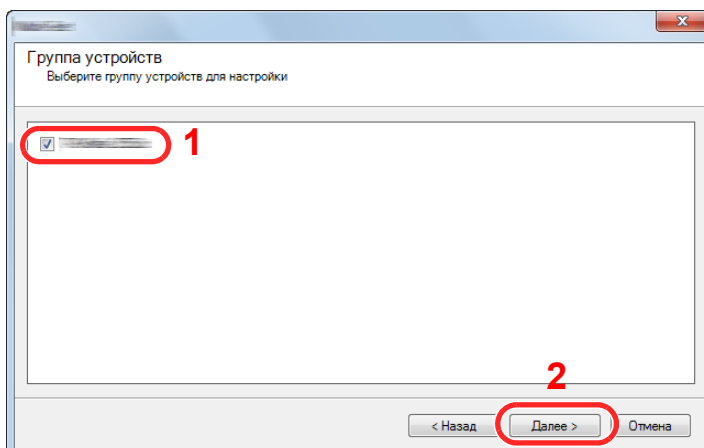 Группа устройств
Выберите группу устройств для настройки
1
2
< Назад
Далее >
Отмена